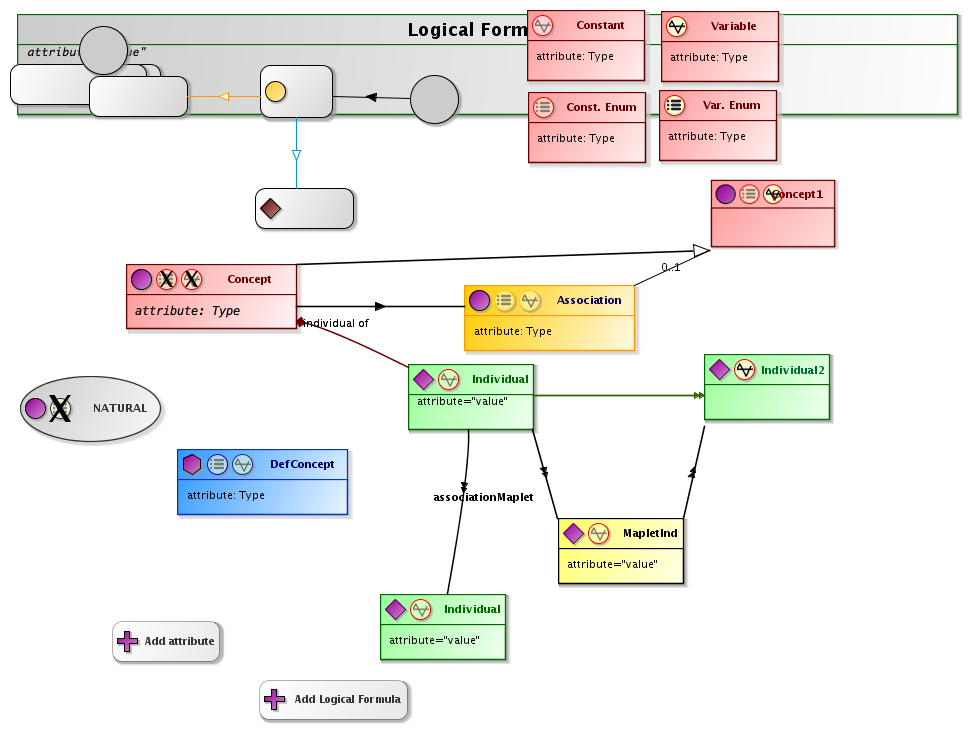 Logical Form
attribut
ue"
Constant
attribute: Type
Variable
attribute: Type
Const. Enum
attribute: Type
Var. Enum
attribute: Type
Concept1
0..1
Concept
attribute: Type
Association
attribute: Type
individual of
Individual
attribute="value"
Individual2
NATURAL
DefConcept
attribute: Type
associationMaplet
MapletInd
attribute="value"
Individual
attribute="value"
Add attribute
Add Logical Formula